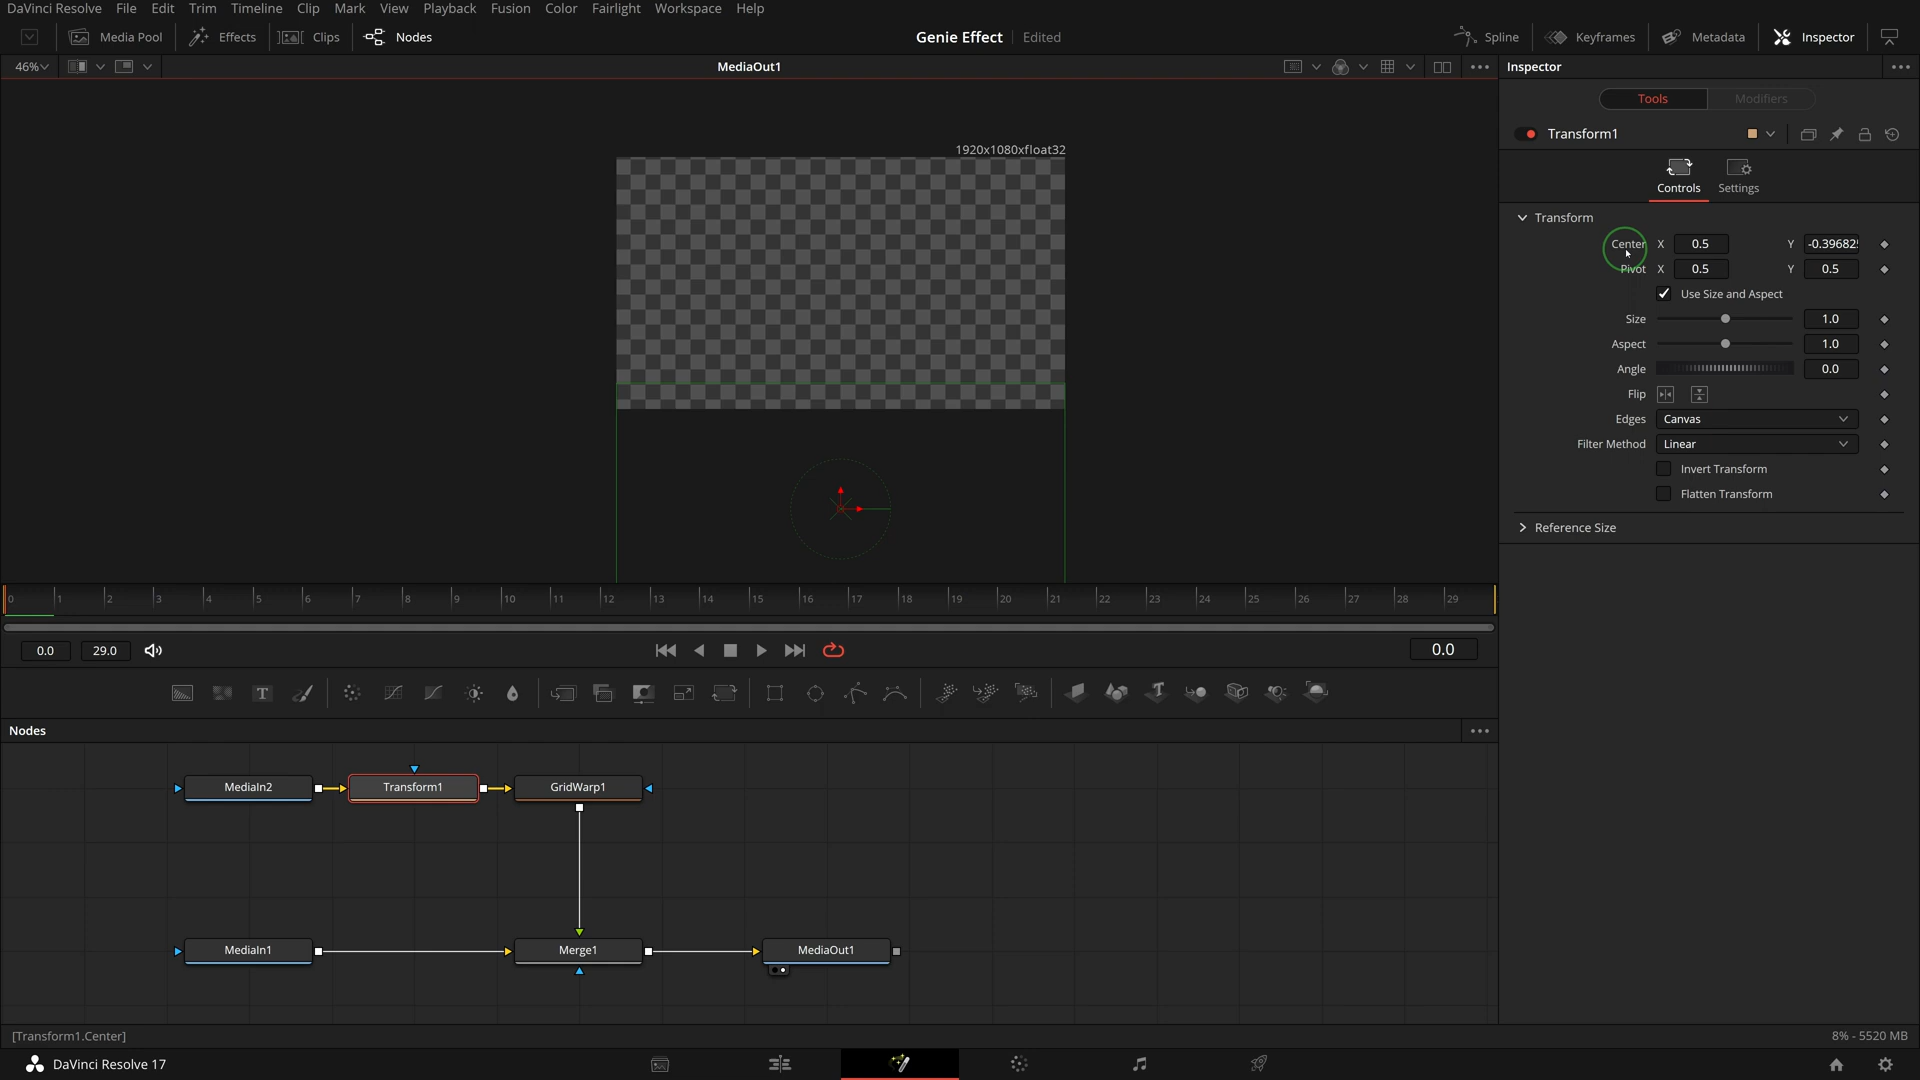 DaVinci Resolve File Edit Trim Timeline Clip Mark View Playback Fusion Color Fairlight Workspace Help
Media Pool Effects Clips Nodes Genie Effect Edited Spline Keyframes Metadata Inspector
46% MediaOut1 Inspector
Tools Modifiers
Transform1
1920x1080xfloat32
Controls Settings
Transform
Center X 0.5 Y -0.39682
Pivot X 0.5 Y 0.5
Use Size and Aspect
Size 1.0
Aspect 1.0
Angle 0.0
Flip
Edges Canvas
Filter Method Linear
Invert Transform
Flatten Transform
Reference Size
0 1 2 3 4 5 6 7 8 9 10 11 12 13 14 15 16 17 18 19 20 21 22 23 24 25 26 27 28 29
0.0 29.0 0.0
T
Nodes
MediaIn2 Transform1 GridWarp1
MediaIn1 Merge1 MediaOut1
[Transform1.Center] 8% - 5520 MB
DaVinci Resolve 17